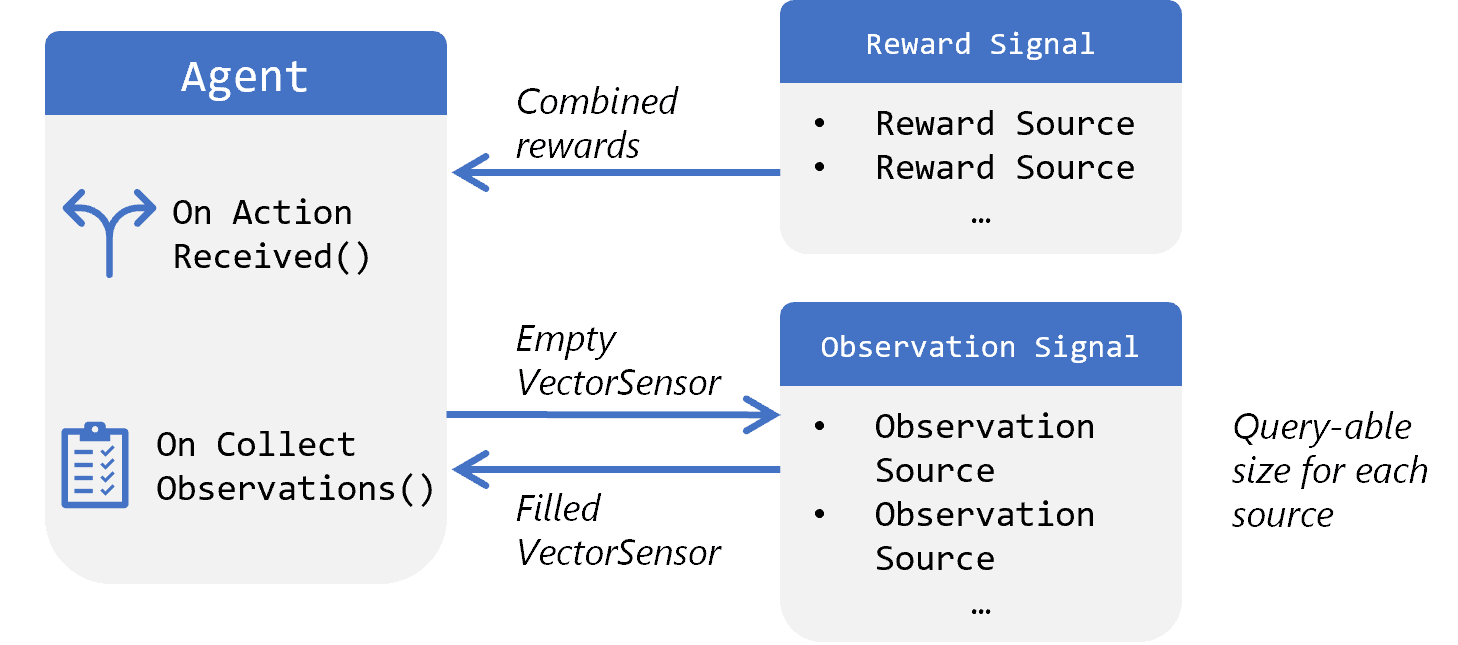 Agent
On Action
Received()
On Collect
Observations()
Combined
rewards
Empty
VectorSensor
Filled
VectorSensor
Reward Signal
• Reward Source
• Reward Source
…
Observation Signal
• Observation
Source
• Observation
Source
…
Query-able
size for each
source